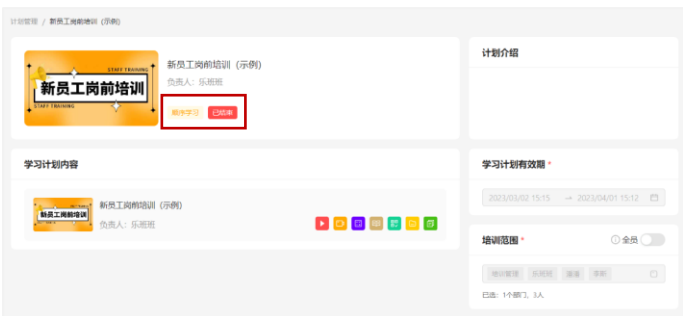 计划管理 / 新员工岗前培训 (示例)
STAFF TRAINING
新员工岗前培训
STAFF TRAINING
新员工岗前培训 (示例)
负责人: 乐班班
顺序学习 已结束
计划介绍
学习计划内容
新员工岗前培训
新员工岗前培训 (示例)
负责人: 乐班班
学习计划有效期 *
2023/03/02 15:15 → 2023/04/01 15:12
培训范围 * 全员
培训管理 乐班班 李昕
已选: 1个部门, 3人